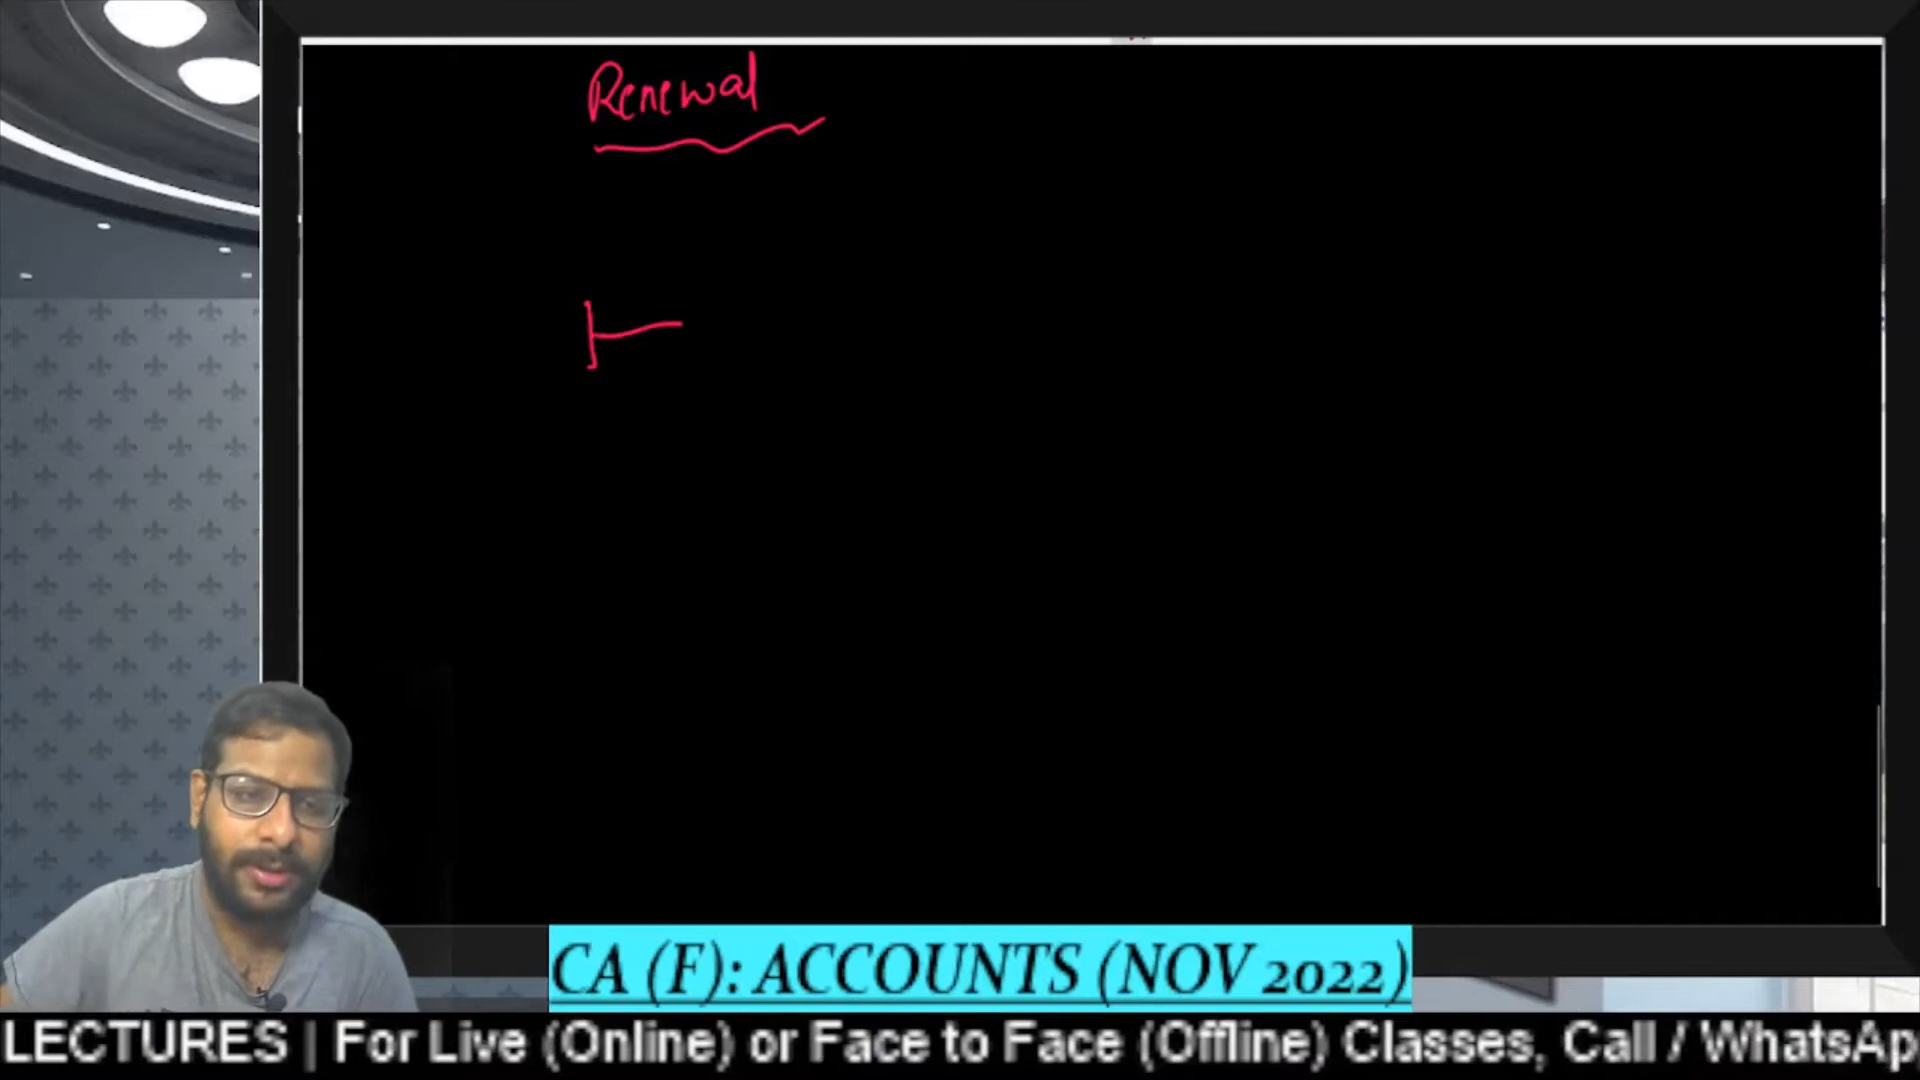 Renewal
CA (F): ACCOUNTS (NOV 2022)
LECTURES | For Live (Online) or Face to Face (Offline) Classes, Call / WhatsAp